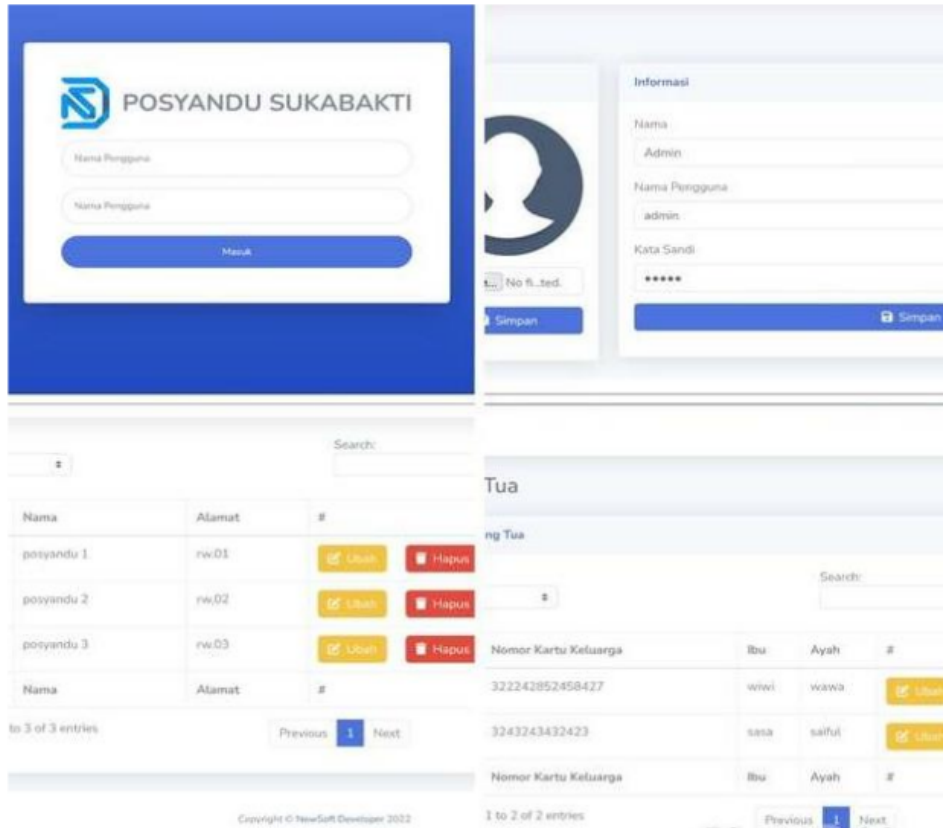 POSYANDU SUKABAKTI
Nama Pengguna
Nama Pengguna
Masuk
Informasi
Nama
Admin
Nama Pengguna
admin
Kata Sandi
•••••
No fi...ted.
Simpan
Simpan
Search:
Nama Alamat #
posyandu 1 rw.01 Ubah Hapus
posyandu 2 rw,02 Ubah Hapus
posyandu 3 rw.03 Ubah Hapus
Nama Alamat #
to 3 of 3 entries
Previous 1 Next
Copyright © NewSoft Developer 2022
Tua
ng Tua
Search:
Nomor Kartu Keluarga Ibu Ayah #
322242852458427 wiwi wawa Ubah
3243243432423 sasa saiful Ubah
Nomor Kartu Keluarga Ibu Ayah #
1 to 2 of 2 entries
Previous 1 Next